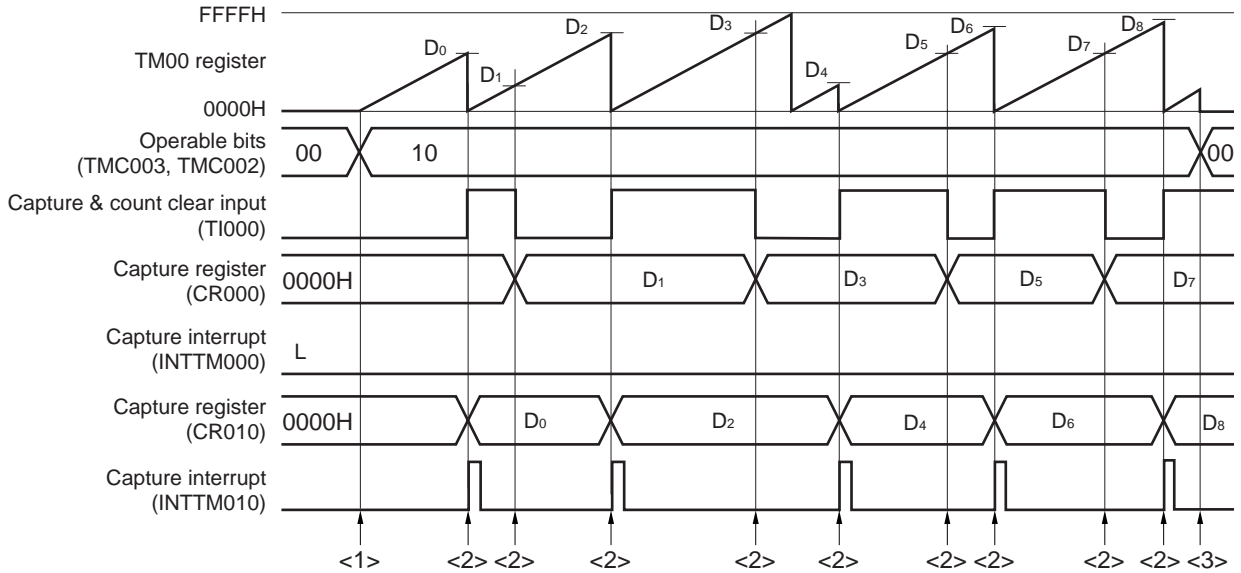 FFFFH
D0 D1 D2 D3 D4 D5 D6 D7 D8
TM00 register
0000H
Operable bits
(TMC003, TMC002)
00 10 00
Capture & count clear input
(TI000)
Capture register
(CR000)
0000H D1 D3 D5 D7
Capture interrupt
(INTTM000)
L
Capture register
(CR010)
0000H D0 D2 D4 D6 D8
Capture interrupt
(INTTM010)
<1> <2> <2> <2> <2> <2> <2> <2> <2> <2> <3>